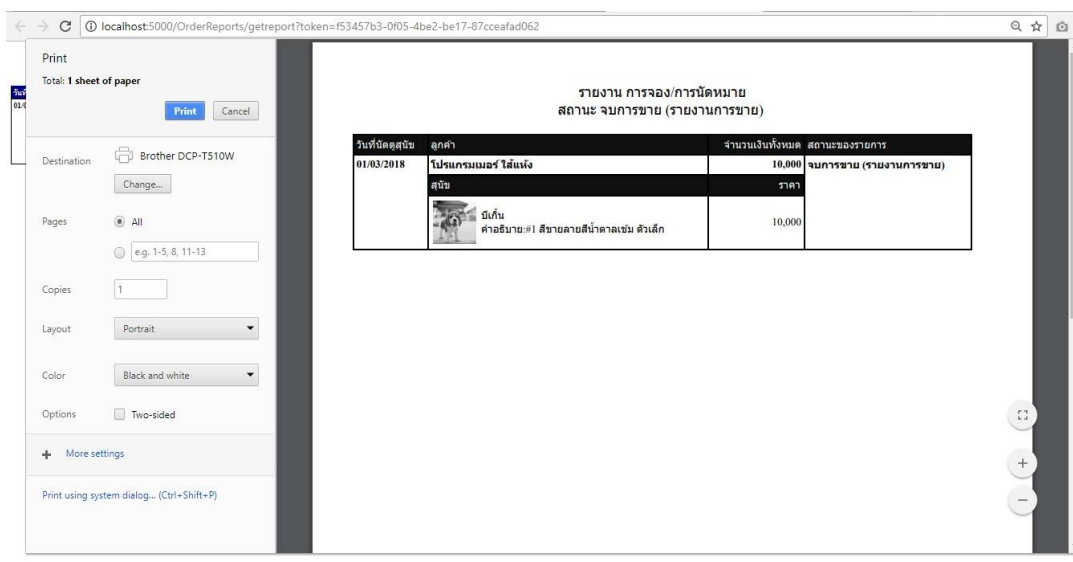 localhost:5000/OrderReports/getreport?token=f53457b3-0f05-4be2-be17-87cceafad062
Print
Total: 1 sheet of paper
Print Cancel
Destination Brother DCP-T510W
Change...
Pages All
e.g. 1-5, 8, 11-13
Copies 1
Layout Portrait
Color Black and white
Options Two-sided
More settings
Print using system dialog... (Ctrl+Shift+P)
รายงาน การจอง/การนัดหมาย
สถานะ จบการขาย (รายงานการขาย)
วันที่นัดดูสุนัข ลูกค้า จำนวนเงินทั้งหมด สถานะของรายการ
01/03/2018 โปรแกรมเมอร์ ไส้แห้ง 10,000 จบการขาย (รายงานการขาย)
สุนัข ราคา
บีเกิ้น
คำอธิบาย:#1 สีขายลายสีน้ำตาลเข่ม ตัวเล็ก 10,000